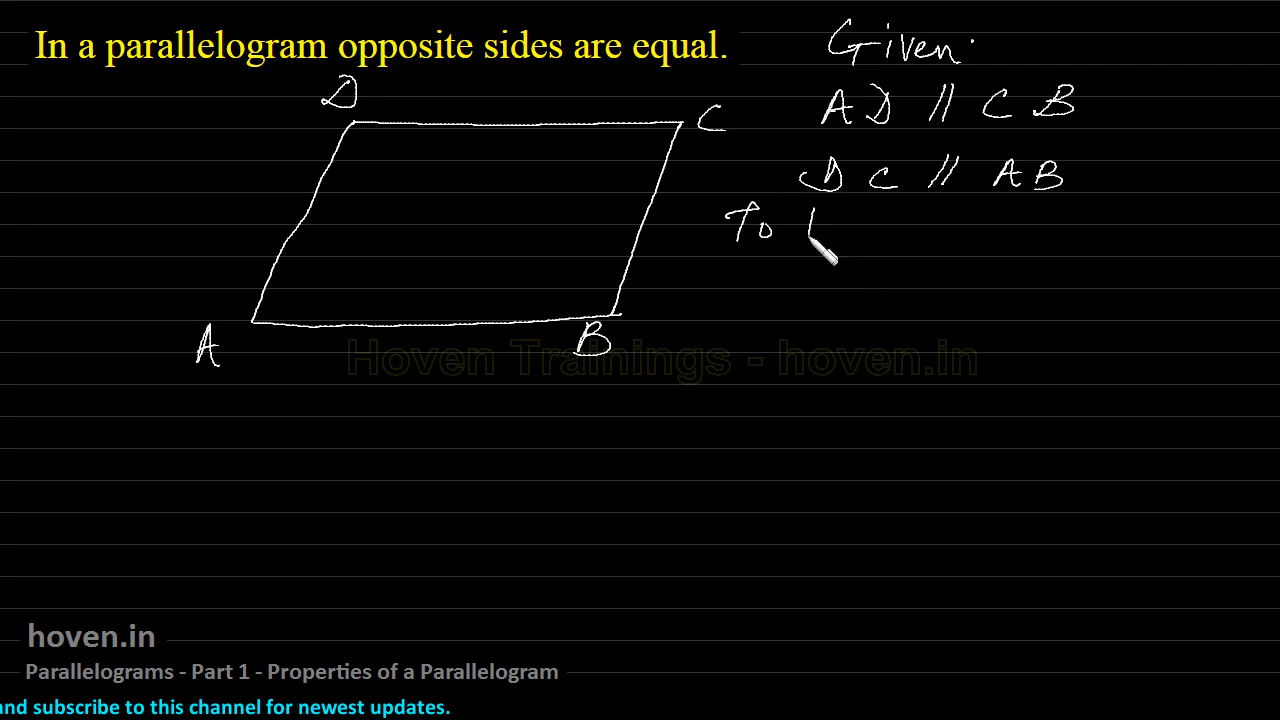 In a parallelogram opposite sides are equal.
Given:
D
AD // CB
C
DC // AB
To
A
B
Hoven Trainings - hoven.in
hoven.in
Parallelograms - Part 1 - Properties of a Parallelogram
and subscribe to this channel for newest updates.